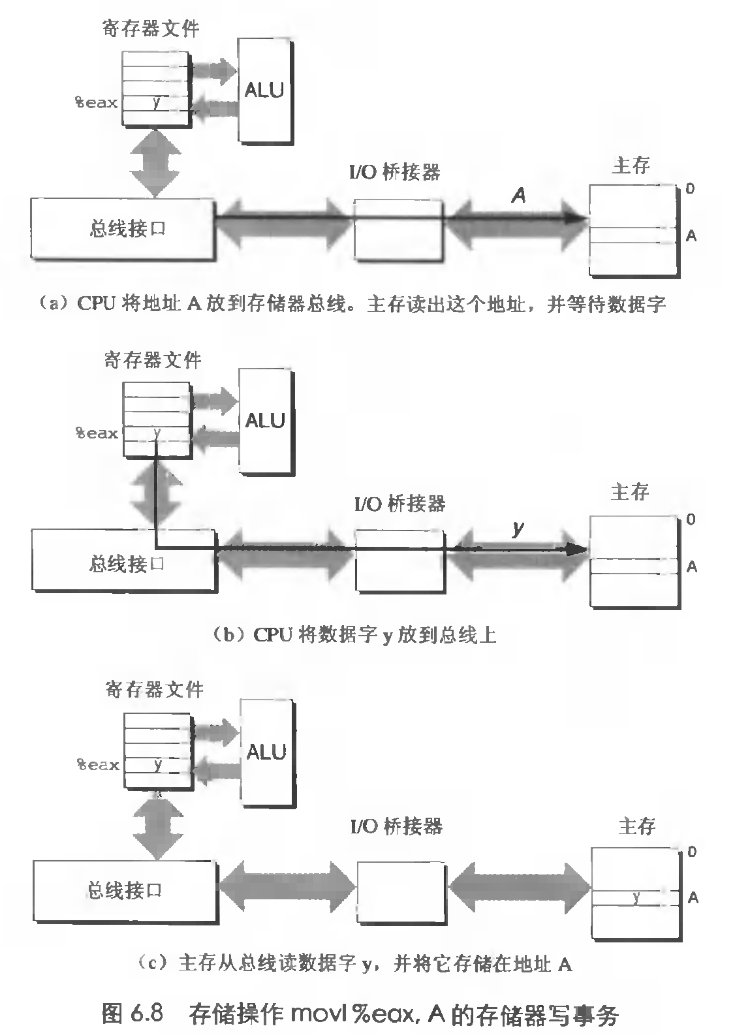 寄存器文件
ALU
%eax
y
I/O 桥接器
主存
A
0
总线接口
A
（a）CPU 将地址 A 放到存储器总线。主存读出这个地址，并等待数据字
寄存器文件
ALU
%eax
y
I/O 桥接器
主存
y
0
总线接口
A
（b）CPU 将数据字 y 放到总线上
寄存器文件
ALU
%eax
y
I/O 桥接器
主存
0
总线接口
y
A
（c）主存从总线读数据字 y，并将它存储在地址 A
图 6.8 存储操作 movl %eax, A 的存储器写事务